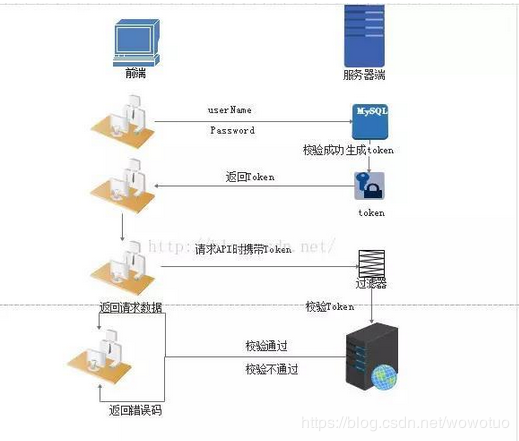 前端
服务器端
userName
Password
MySQL
校验成功生成token
返回Token
token
请求API时携带Token
过滤器
校验Token
返回请求数据
校验通过
校验不通过
返回错误码
https://blog.csdn.net/wowotuo